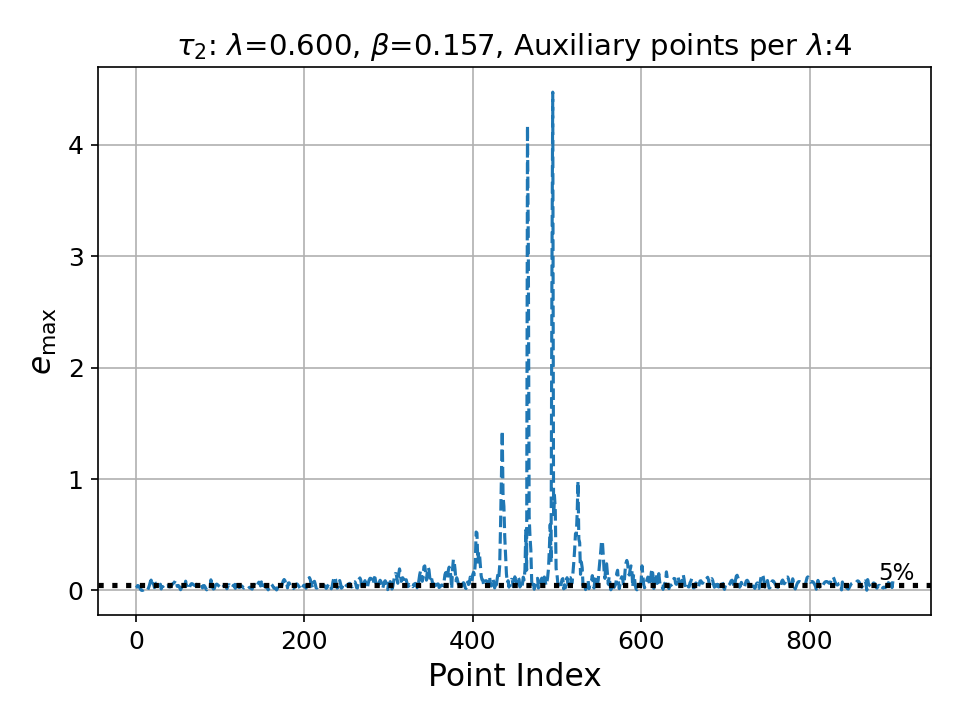 τ₂: λ=0.600, β=0.157, Auxiliary points per λ:4
e_max
4
3
2
1
0
5%
0 200 400 600 800
Point Index